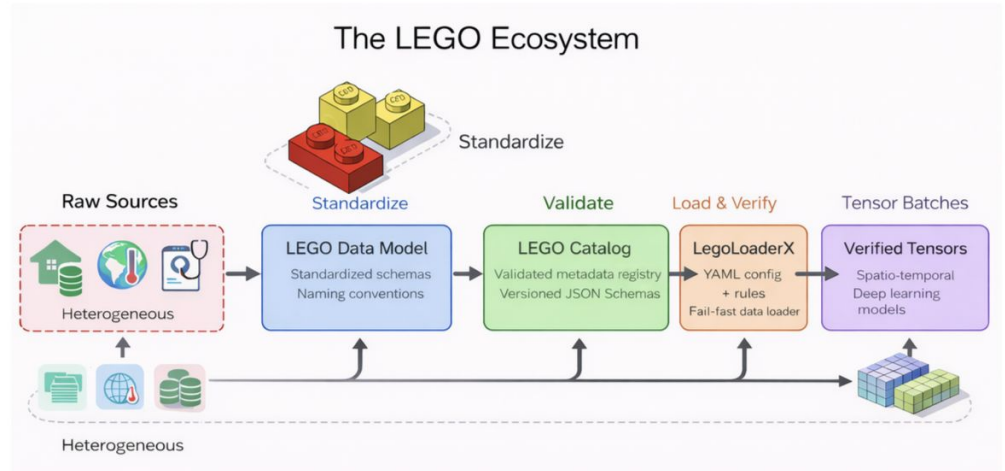 The LEGO Ecosystem
Standardize
Raw Sources
Heterogeneous
Standardize
LEGO Data Model
Standardized schemas
Naming conventions
Validate
LEGO Catalog
Validated metadata registry
Versioned JSON Schemas
Load & Verify
LegoLoaderX
YAML config
+ rules
Fail-fast data loader
Tensor Batches
Verified Tensors
Spatio-temporal
Deep learning
models
Heterogeneous